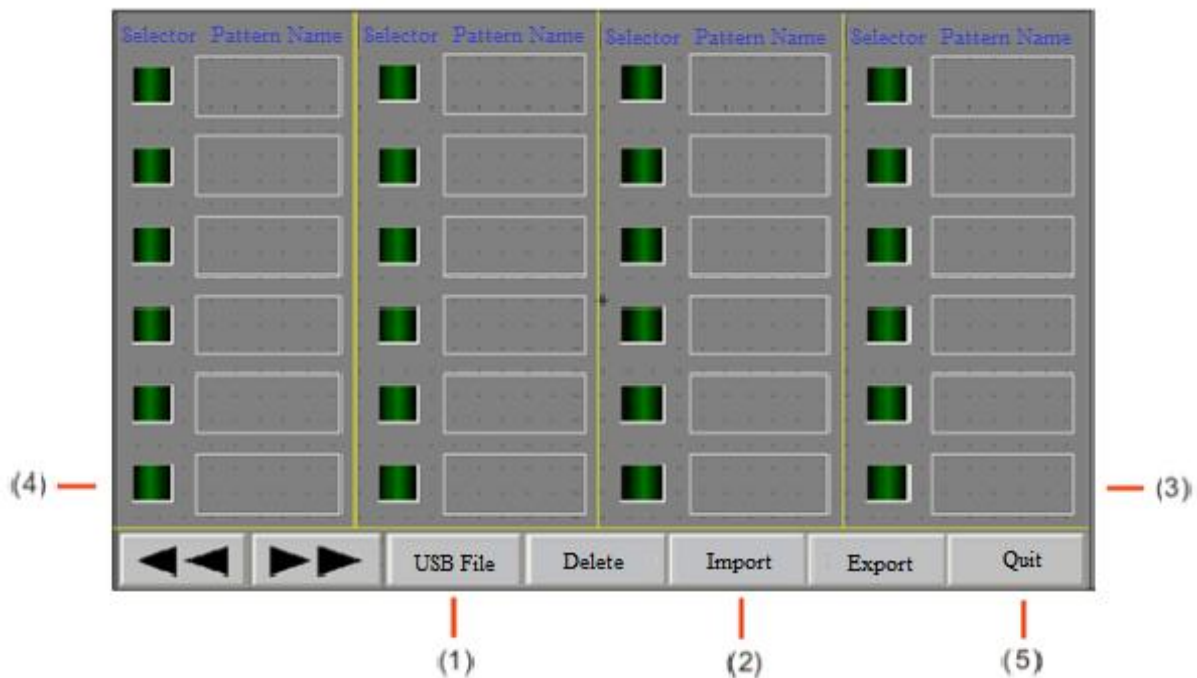 Selector Pattern Name Selector Pattern Name Selector Pattern Name Selector Pattern Name
(4)
(3)
USB File Delete Import Export Quit
(1) (2) (5)